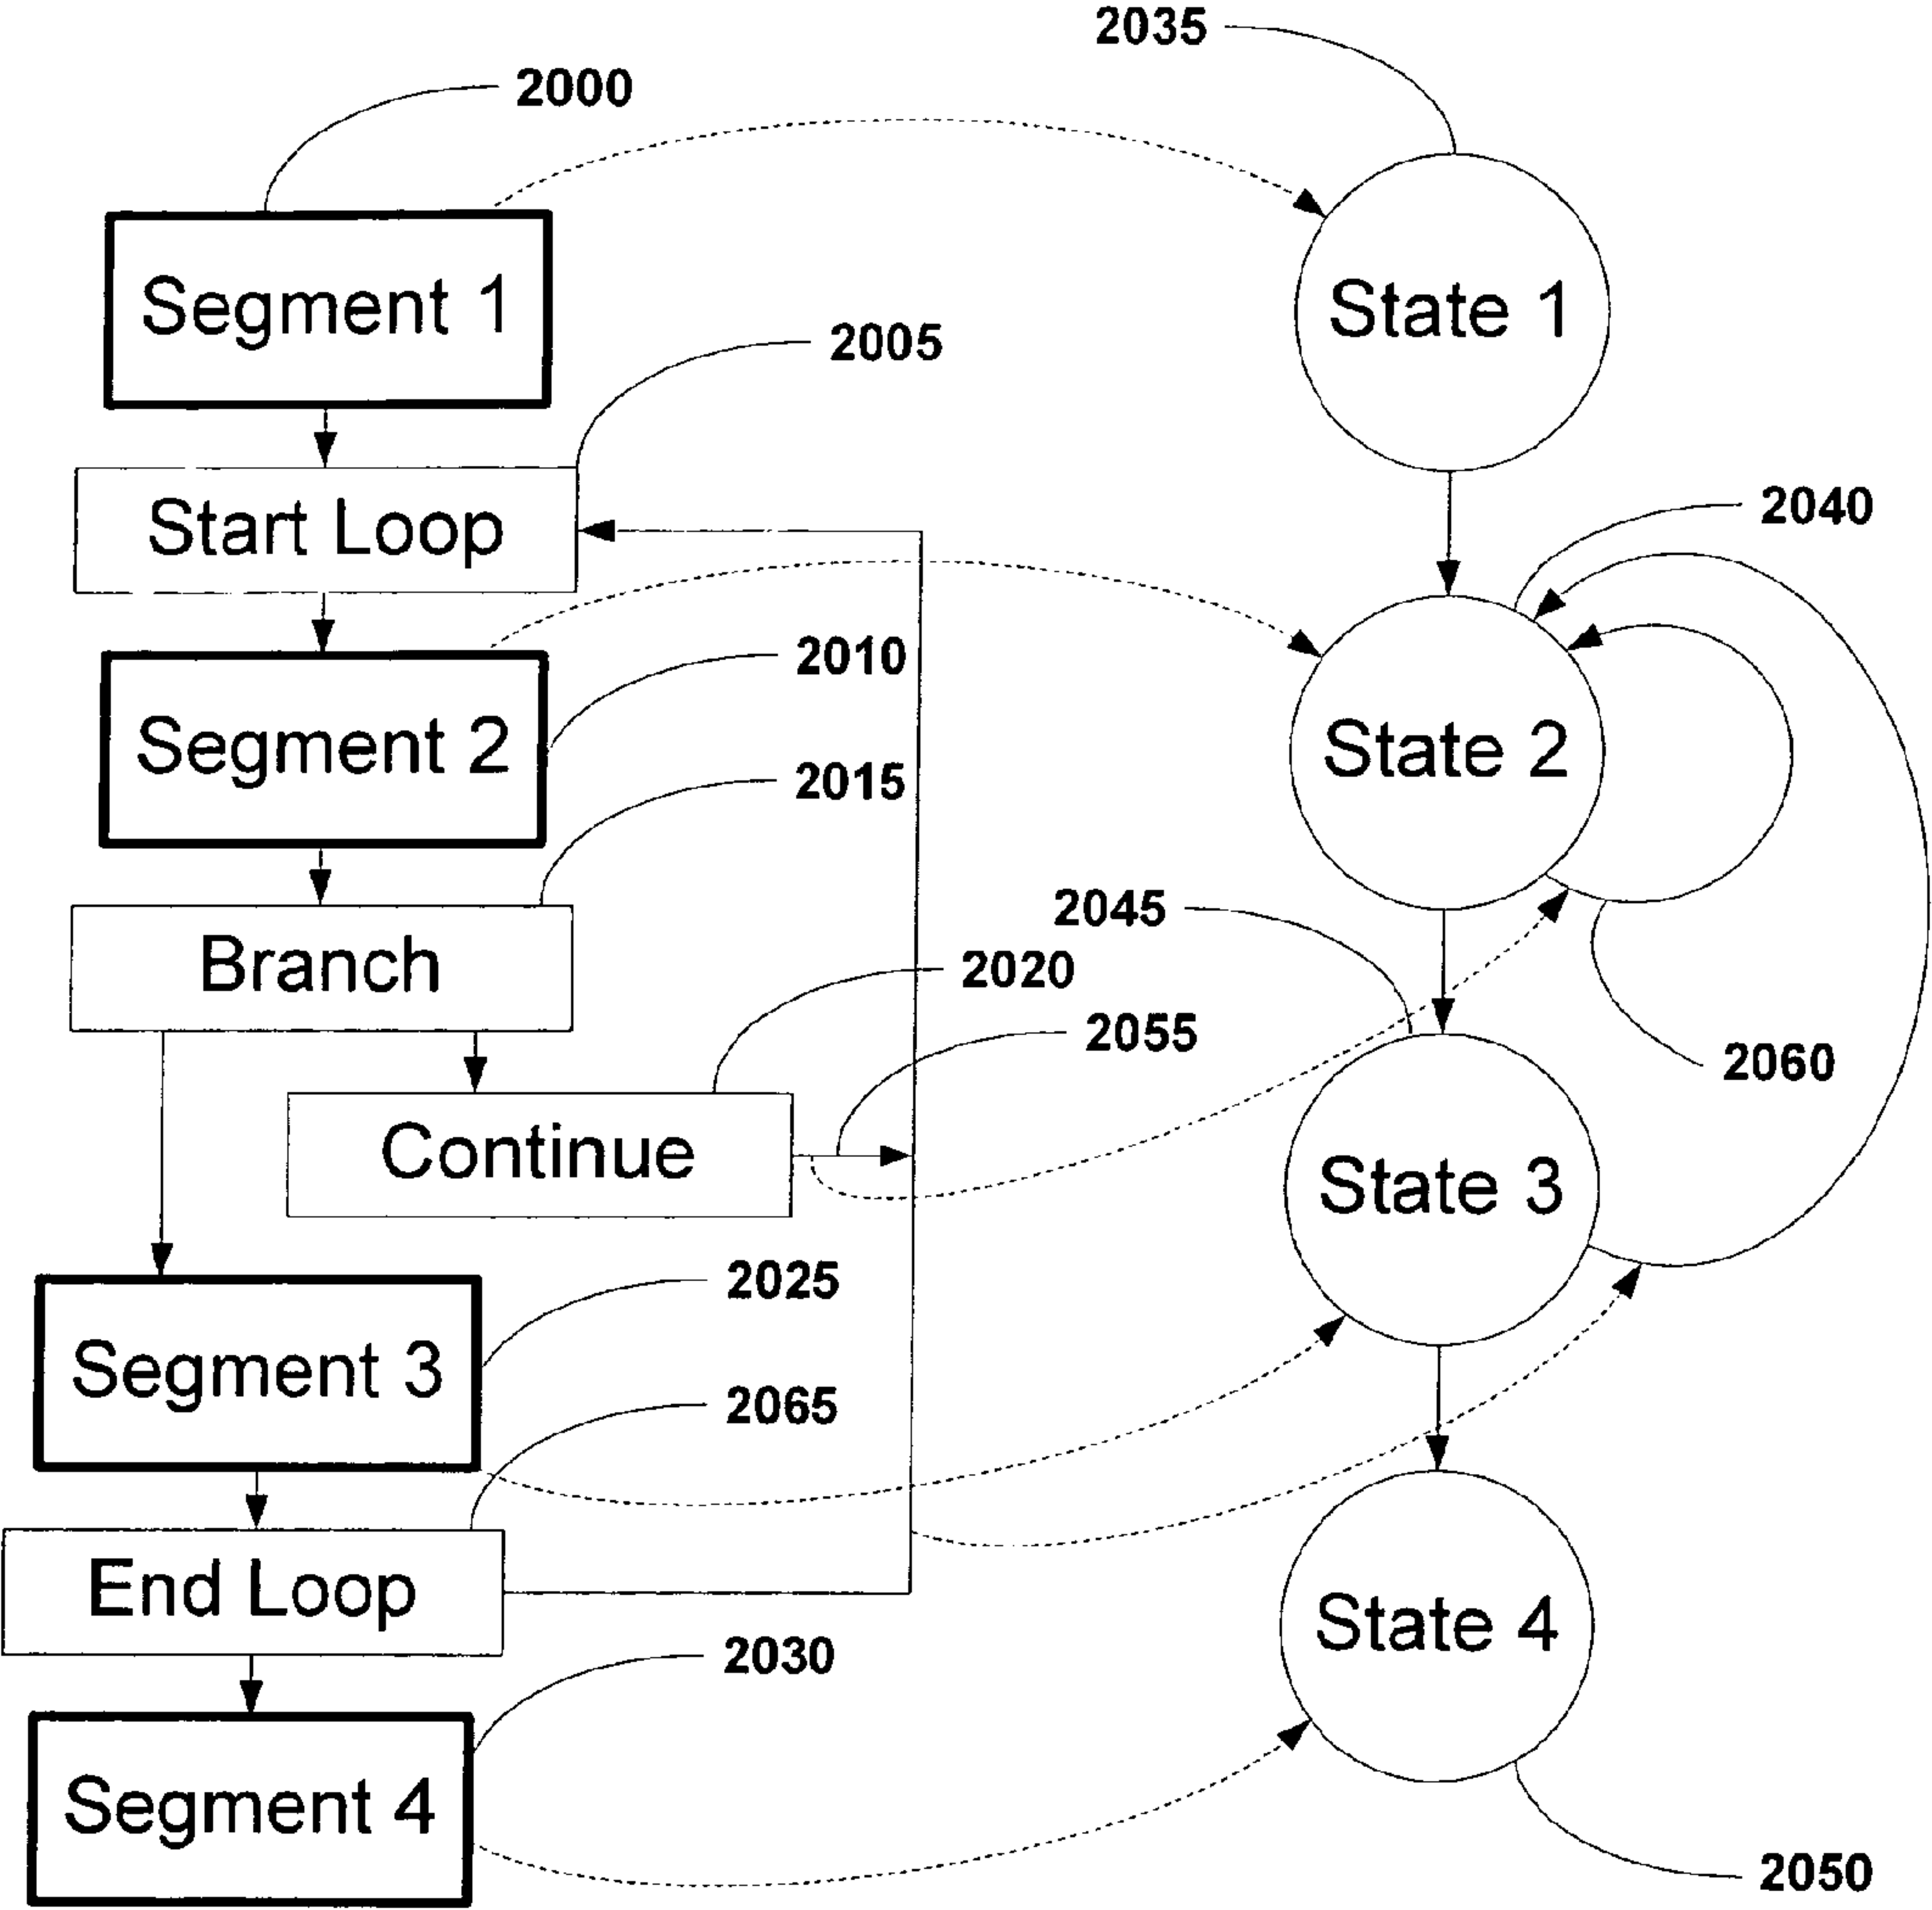 2035
2000
Segment 1
State 1
2005
2040
Start Loop
2010
Segment 2
State 2
2015
2045
Branch
2020
2055
2060
Continue
State 3
2025
Segment 3
2065
End Loop
State 4
2030
Segment 4
2050